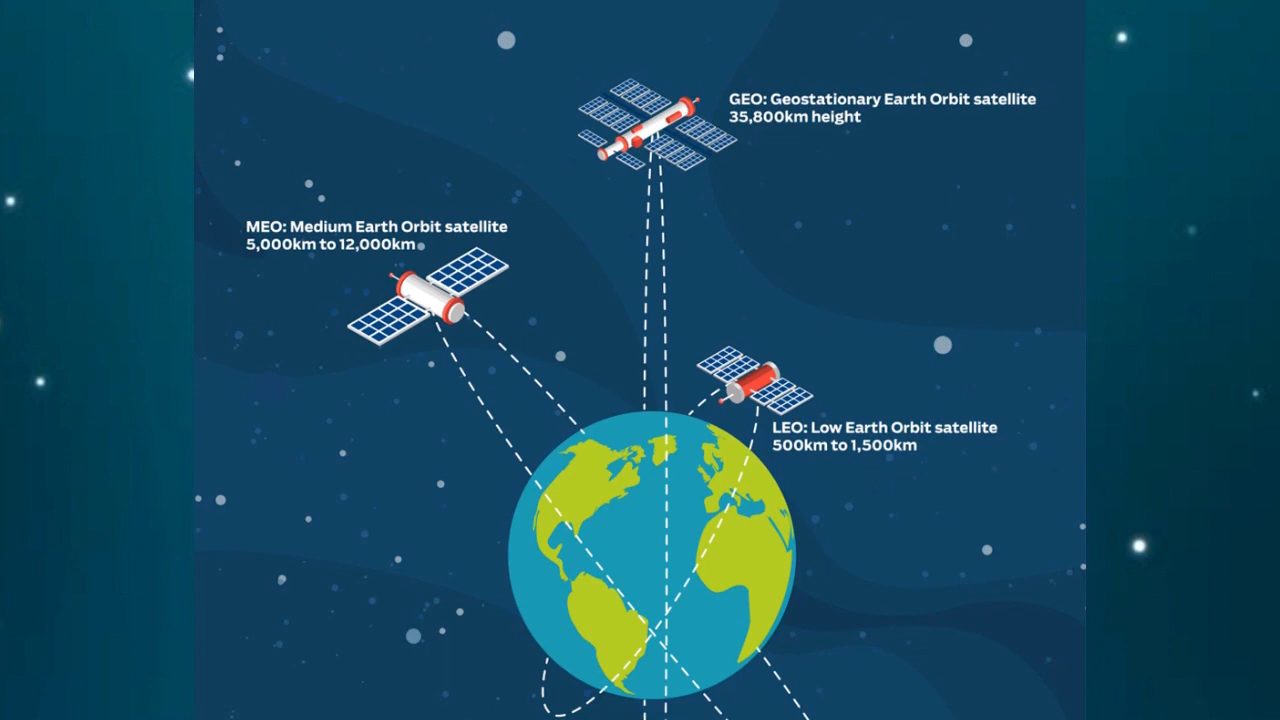 GEO: Geostationary Earth Orbit satellite
35,800km height
MEO: Medium Earth Orbit satellite
5,000km to 12,000km
LEO: Low Earth Orbit satellite
500km to 1,500km